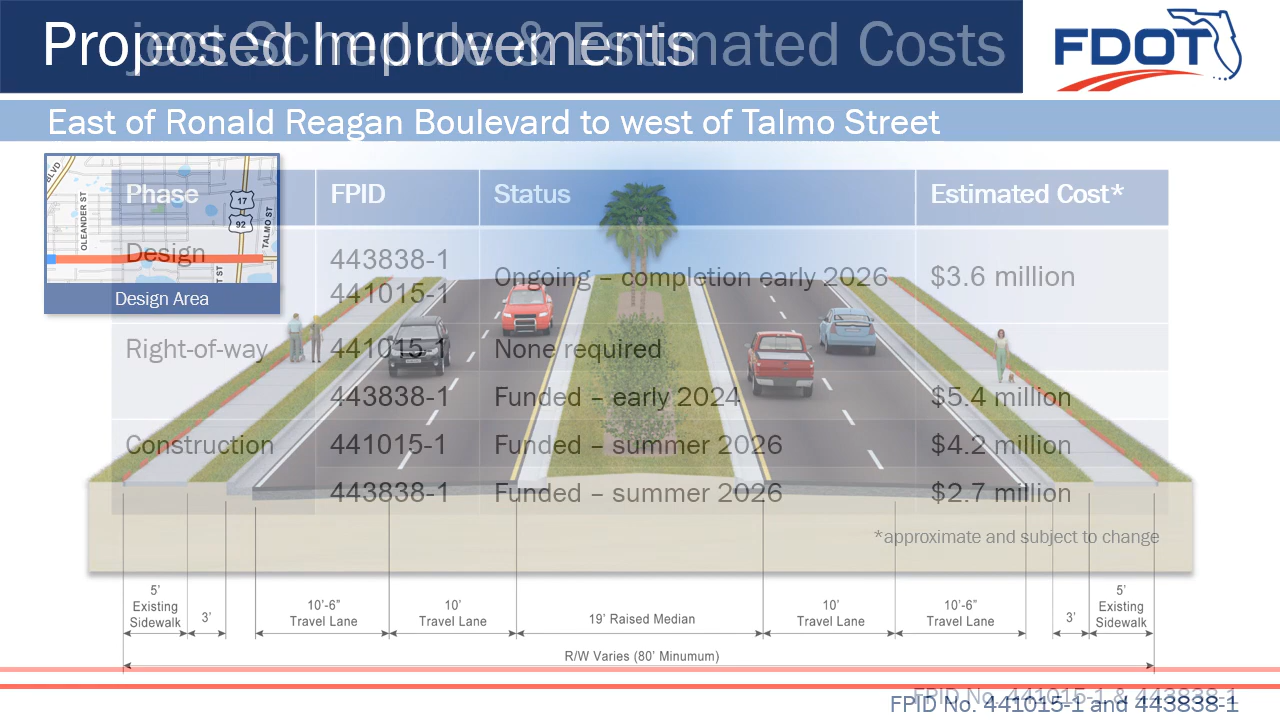 Proposed Improvements
Project Schedule & Estimated Costs
FDOT
East of Ronald Reagan Boulevard to west of Talmo Street
BLVD
OLEANDER ST
17
92
TALMO ST
T ST
Design Area
Phase FPID Status Estimated Cost*
Design 443838-1 441015-1 Ongoing – completion early 2026 $3.6 million
Right-of-way 441015-1 None required
443838-1 Funded – early 2024 $5.4 million
Construction 441015-1 Funded – summer 2026 $4.2 million
443838-1 Funded – summer 2026 $2.7 million
*approximate and subject to change
5' Existing Sidewalk
3'
10'-6" Travel Lane
10' Travel Lane
19' Raised Median
10' Travel Lane
10'-6" Travel Lane
3'
5' Existing Sidewalk
R/W Varies (80' Minumum)
FPID No. 441015-1 & 443838-1
FPID No. 441015-1 and 443838-1